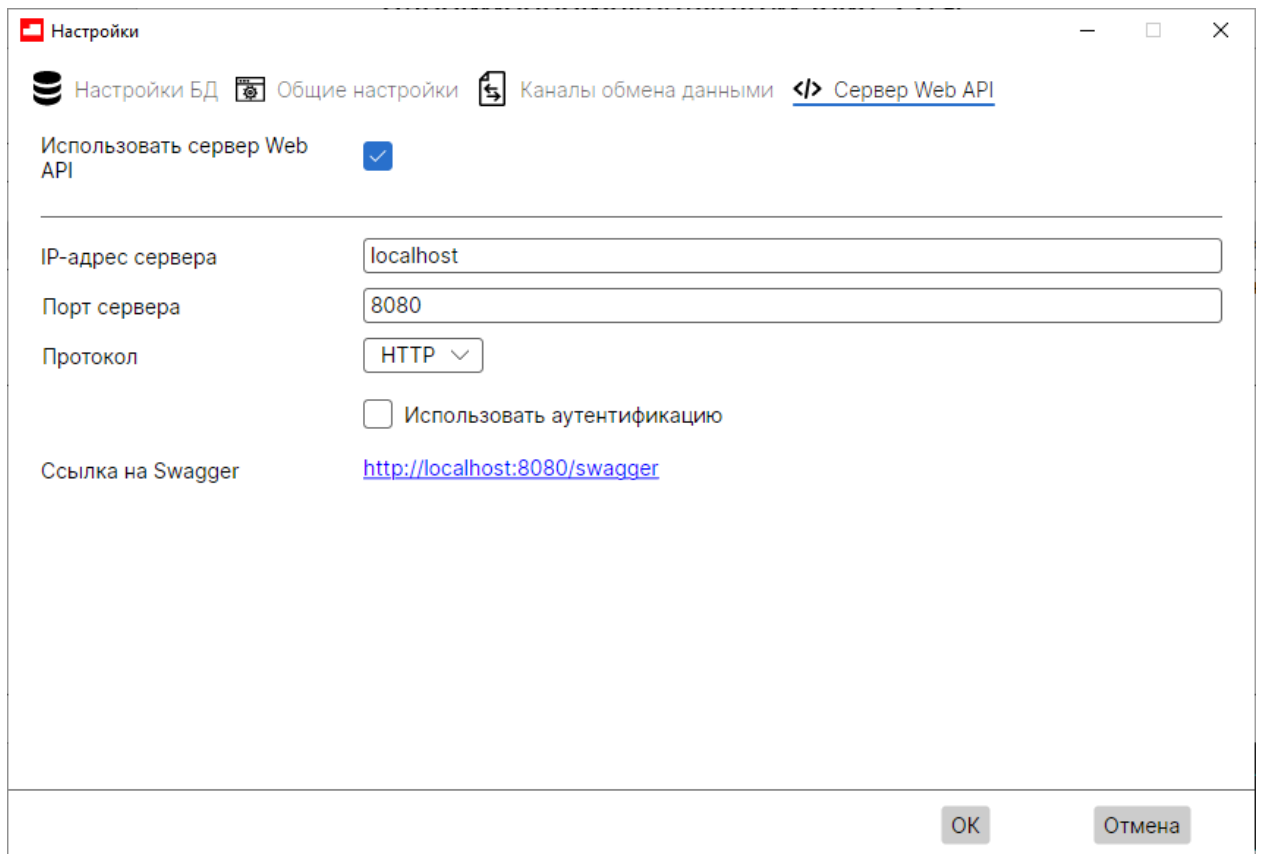 Настройки
Настройки БД Общие настройки Каналы обмена данными </> Сервер Web API
Использовать сервер Web
API
IP-адрес сервера localhost
Порт сервера 8080
Протокол HTTP
Использовать аутентификацию
Ссылка на Swagger http://localhost:8080/swagger
OK Отмена